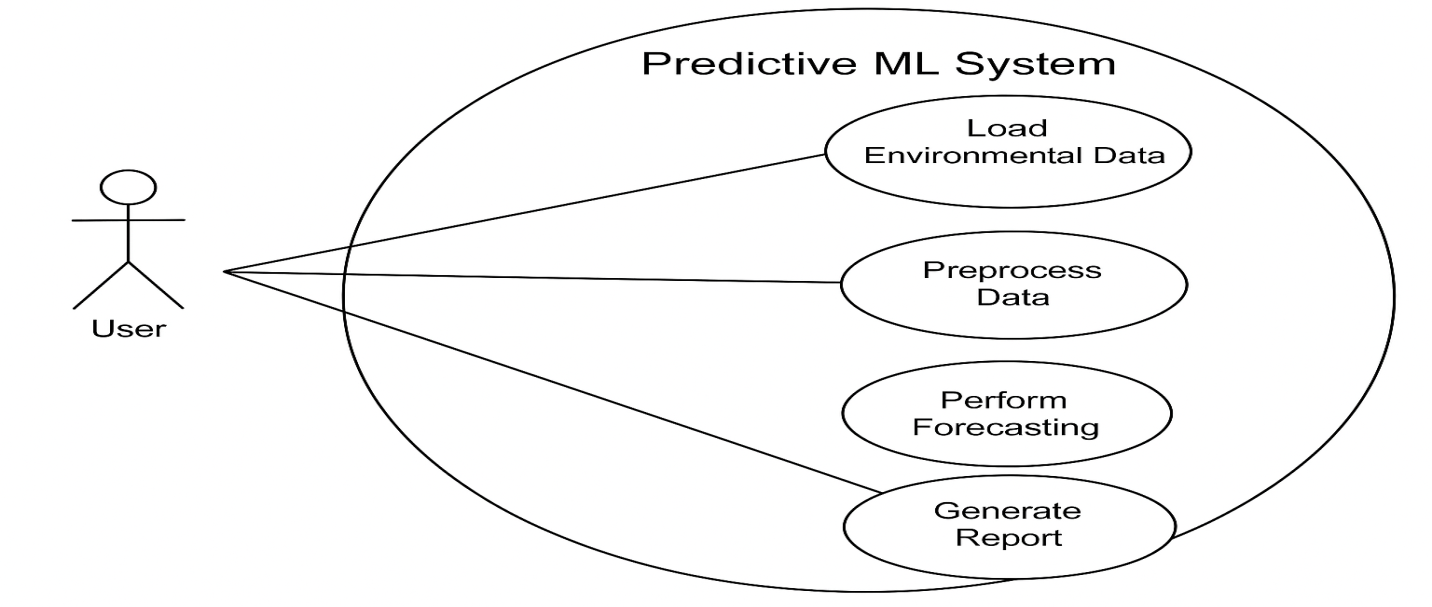 Predictive ML System
Load
Environmental Data
Preprocess
Data
User
Perform
Forecasting
Generate
Report